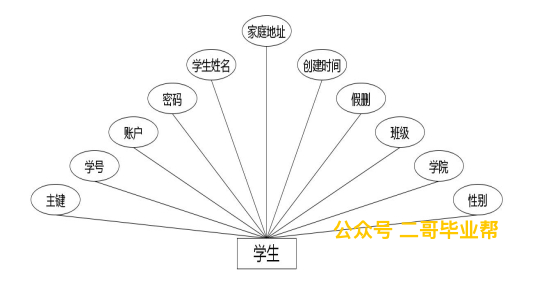 家庭地址
学生姓名
创建时间
密码
假删
账户
班级
学号
学院
主键
性别
公众号 二哥毕业帮
学生